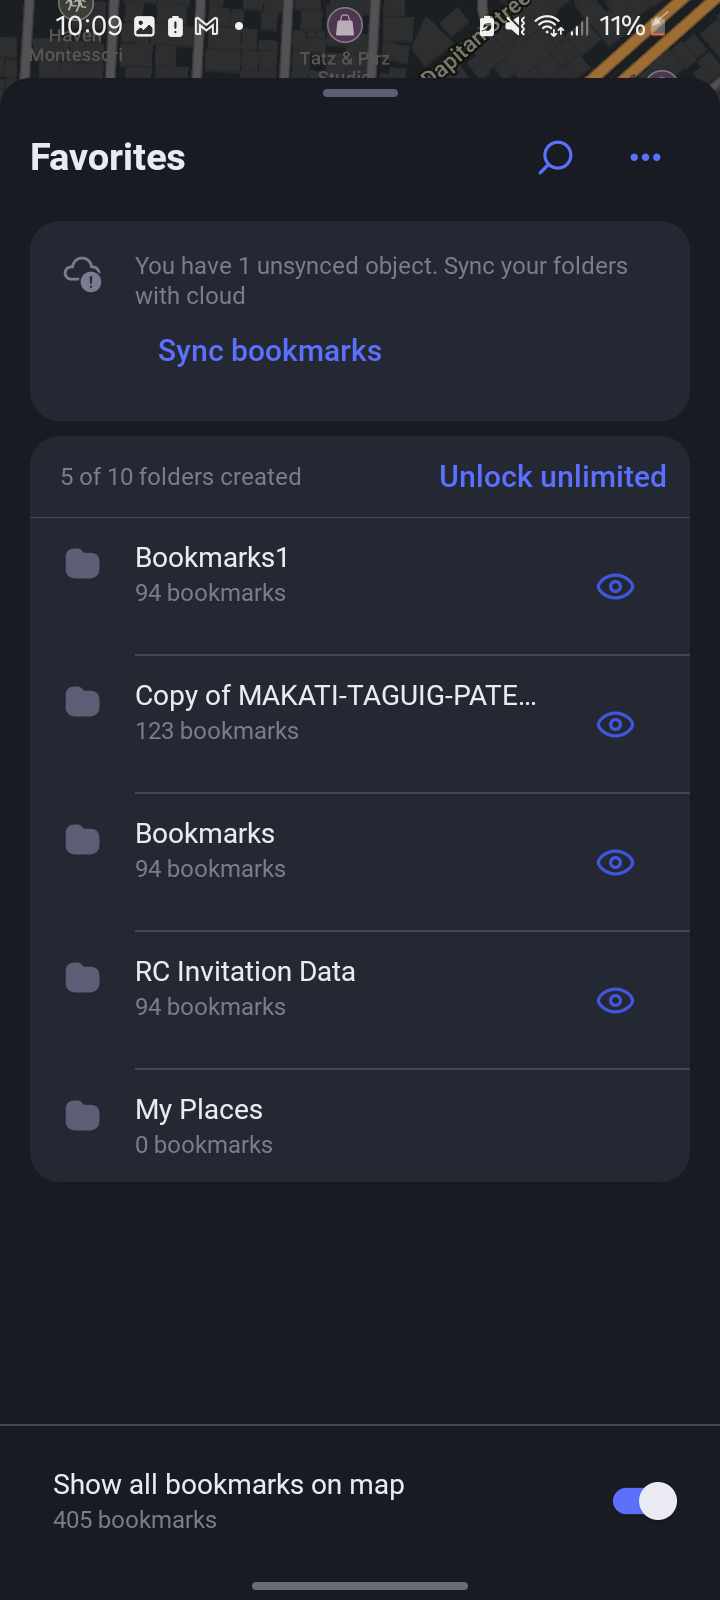 10:09
11%
Haven
Montessori
Tatz & Pirz
Studio
Dapitan Street
Favorites
You have 1 unsynced object. Sync your folders
with cloud
Sync bookmarks
5 of 10 folders created
Unlock unlimited
Bookmarks1
94 bookmarks
Copy of MAKATI-TAGUIG-PATE...
123 bookmarks
Bookmarks
94 bookmarks
RC Invitation Data
94 bookmarks
My Places
0 bookmarks
Show all bookmarks on map
405 bookmarks